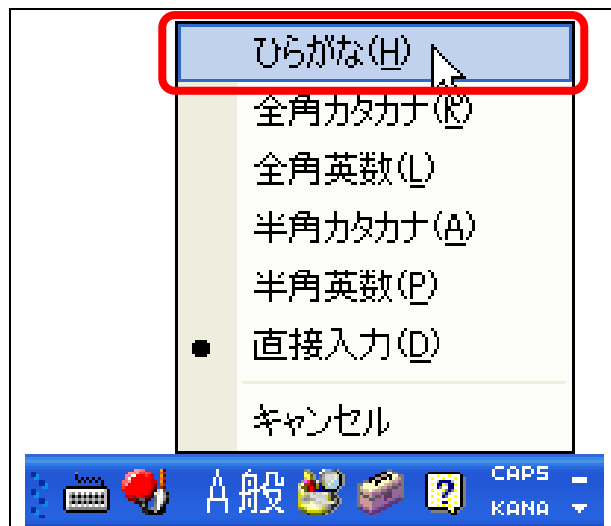 ひらがな(H)
全角カタカナ(K)
全角英数(L)
半角カタカナ(A)
半角英数(P)
直接入力(D)
キャンセル
A 般 CAPS
KANA